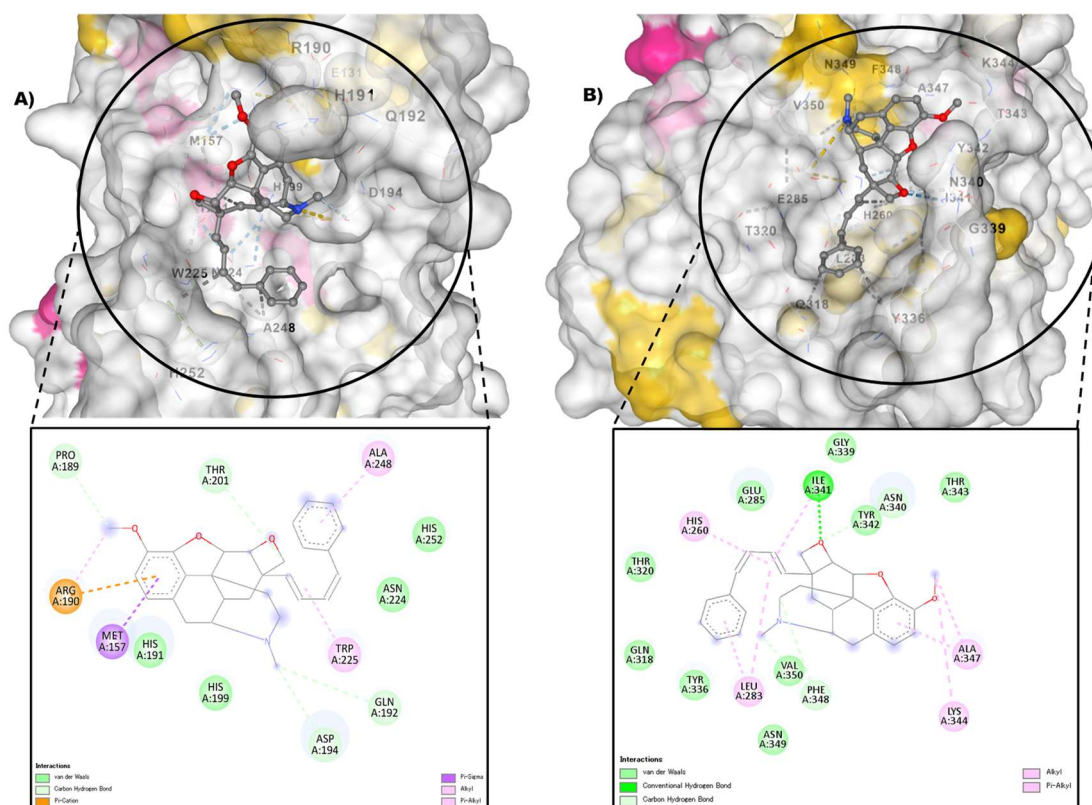 A)
R190
E131
H191
Q192
M157
H199
D194
W225
A248
H252
B)
N349
F348
K344
A347
V350
T343
Y342
N340
I341
E285
H260
G339
T320
Q318
Y336
PRO
A:189
THR
A:201
ALA
A:248
HIS
A:252
ARG
A:190
ASN
A:224
MET
A:157
HIS
A:191
TRP
A:225
HIS
A:199
GLN
A:192
ASP
A:194
Interactions
van der Waals
Carbon Hydrogen Bond
Pi-Cation
Pi-Sigma
Alkyl
Pi-Alkyl
GLY
A:339
ILE
A:341
GLU
A:285
ASN
A:340
THR
A:343
TYR
A:342
HIS
A:260
THR
A:320
GLN
A:318
TYR
A:336
LEU
A:283
VAL
A:350
PHE
A:348
ALA
A:347
LYS
A:344
ASN
A:349
Interactions
van der Waals
Conventional Hydrogen Bond
Carbon Hydrogen Bond
Alkyl
Pi-Alkyl